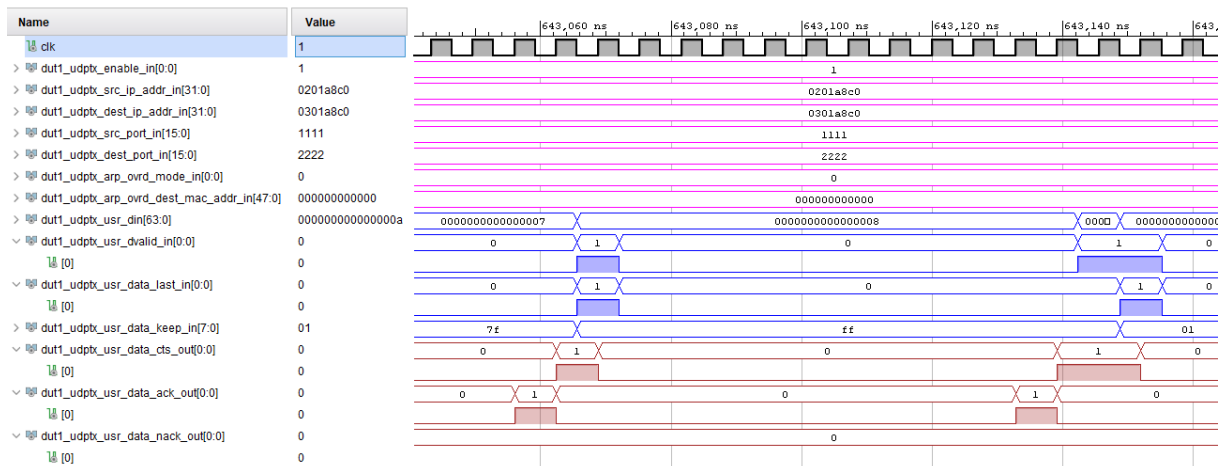 Name Value 643,060 ns 643,080 ns 643,100 ns 643,120 ns 643,140 ns 643,
clk 1
dut1_udptx_enable_in[0:0] 1 1
dut1_udptx_src_ip_addr_in[31:0] 0201a8c0 0201a8c0
dut1_udptx_dest_ip_addr_in[31:0] 0301a8c0 0301a8c0
dut1_udptx_src_port_in[15:0] 1111 1111
dut1_udptx_dest_port_in[15:0] 2222 2222
dut1_udptx_arp_ovrd_mode_in[0:0] 0 0
dut1_udptx_arp_ovrd_dest_mac_addr_in[47:0] 000000000000 000000000000
dut1_udptx_usr_din[63:0] 000000000000000a 0000000000000007 0000000000000008 000 00000000000000
dut1_udptx_usr_dvalid_in[0:0] 0 0 1 0 1 0
[0] 0
dut1_udptx_usr_data_last_in[0:0] 0 0 1 0 1 0
[0] 0
dut1_udptx_usr_data_keep_in[7:0] 01 7f ff 01
dut1_udptx_usr_data_cts_out[0:0] 0 0 1 0 1 0
[0] 0
dut1_udptx_usr_data_ack_out[0:0] 0 0 1 0 1 0
[0] 0
dut1_udptx_usr_data_nack_out[0:0] 0 0
[0] 0